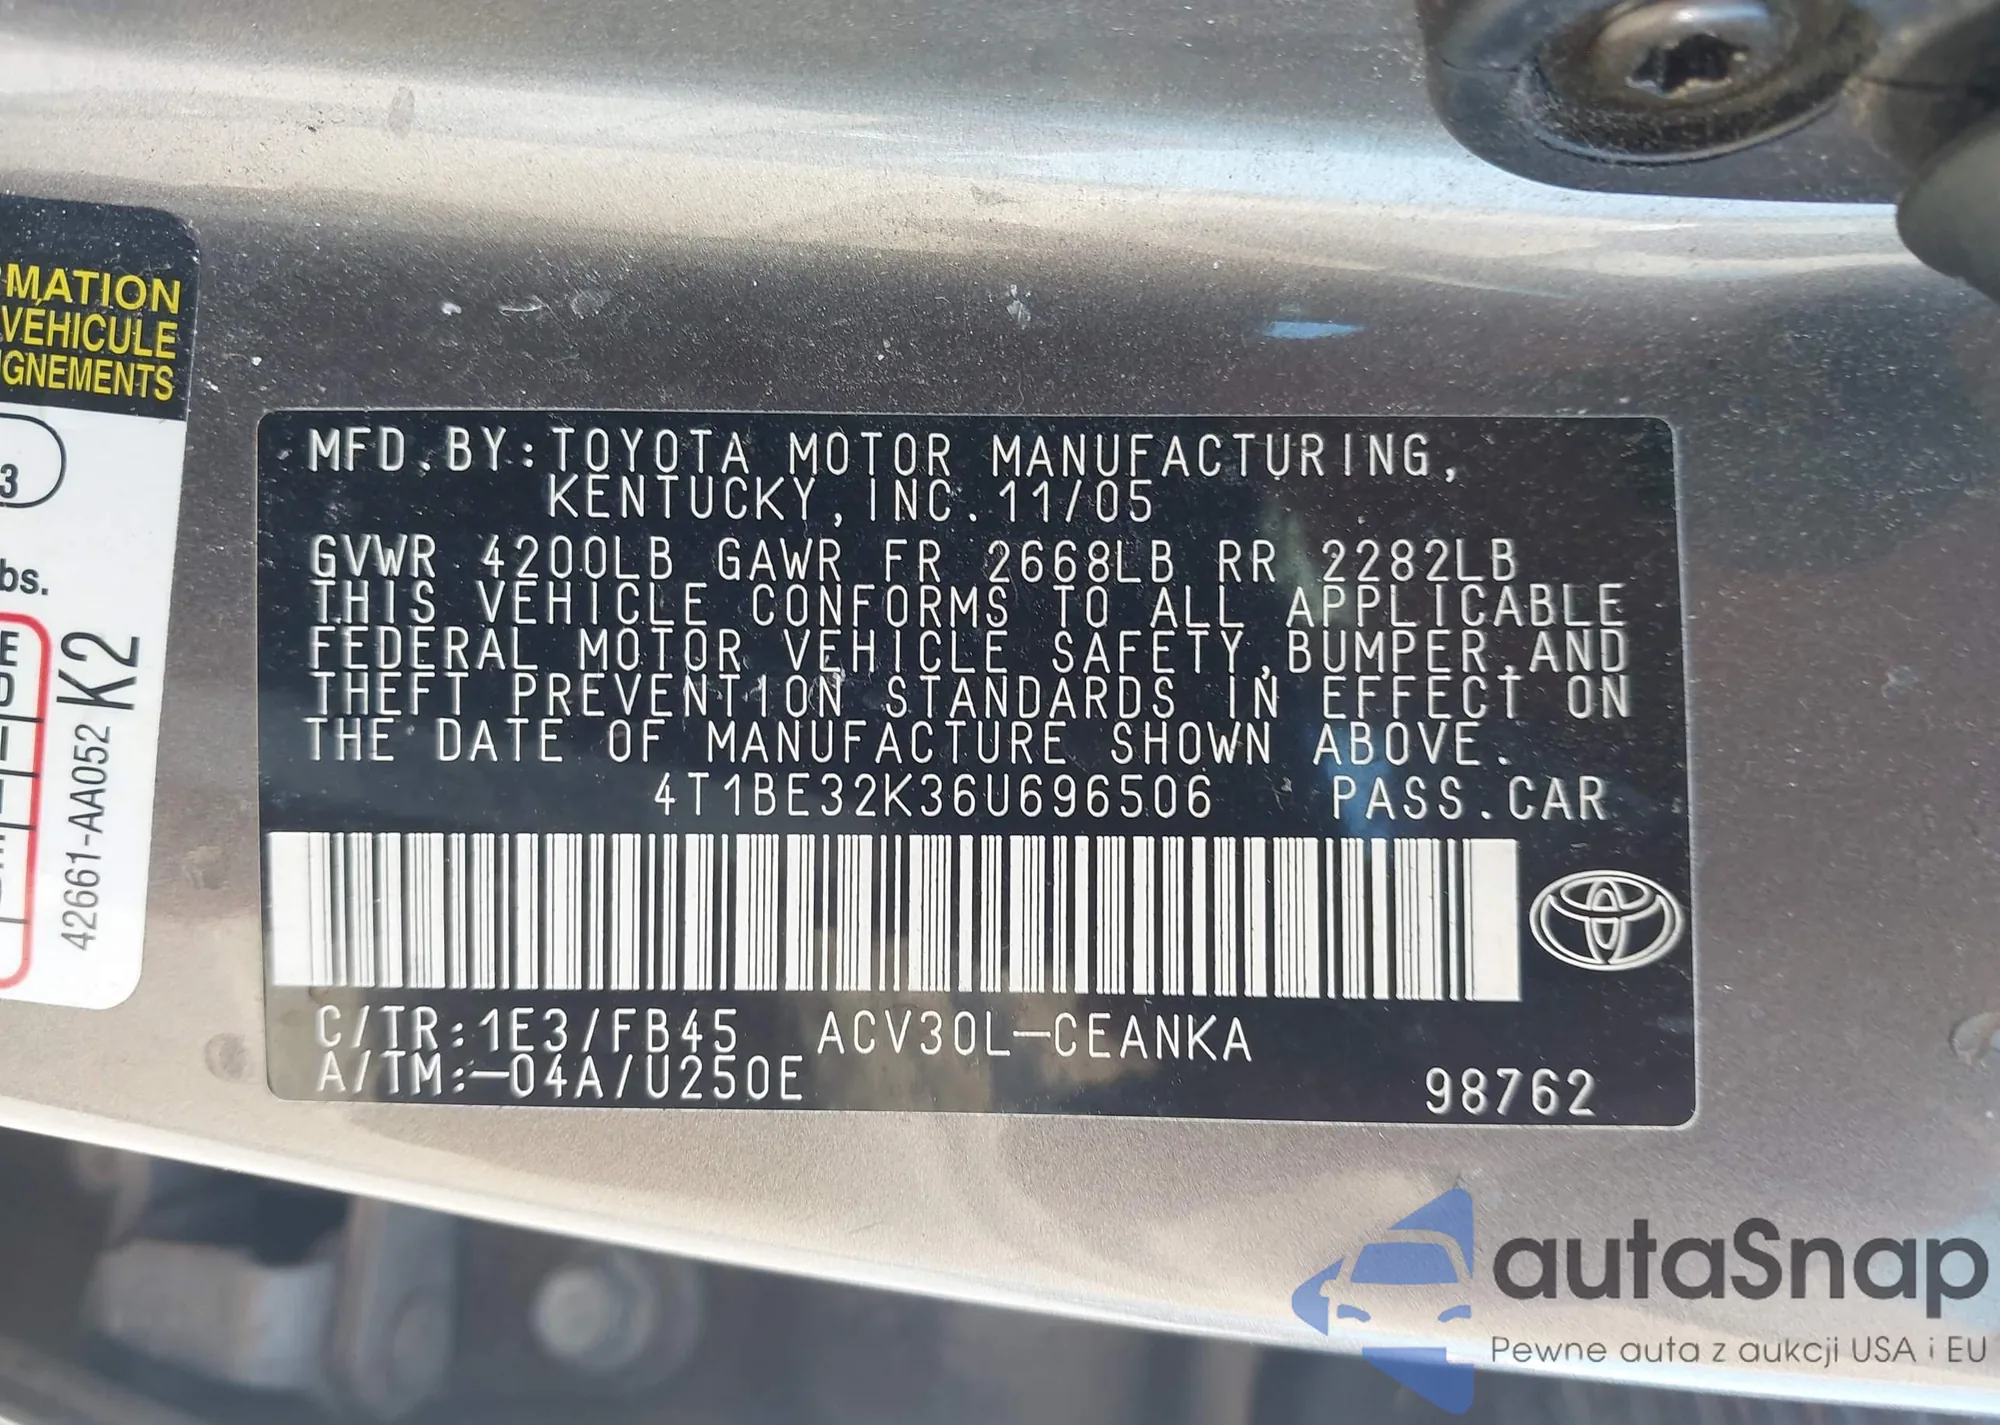 MATION
VÉHICULE
GNEMENTS
3
bs.
K2
42661-AA052
MFD.BY:TOYOTA MOTOR MANUFACTURING,
KENTUCKY,INC.11/05
GVWR 4200LB GAWR FR 2668LB RR 2282LB
THIS VEHICLE CONFORMS TO ALL APPLICABLE
FEDERAL MOTOR VEHICLE SAFETY,BUMPER,AND
THEFT PREVENTION STANDARDS IN EFFECT ON
THE DATE OF MANUFACTURE SHOWN ABOVE.
4T1BE32K36U696506 PASS.CAR
C/TR:1E3/FB45 ACV30L-CEANKA
A/TM:-04A/U250E
98762
autaSnap
Pewne auta z aukcji USA i EU